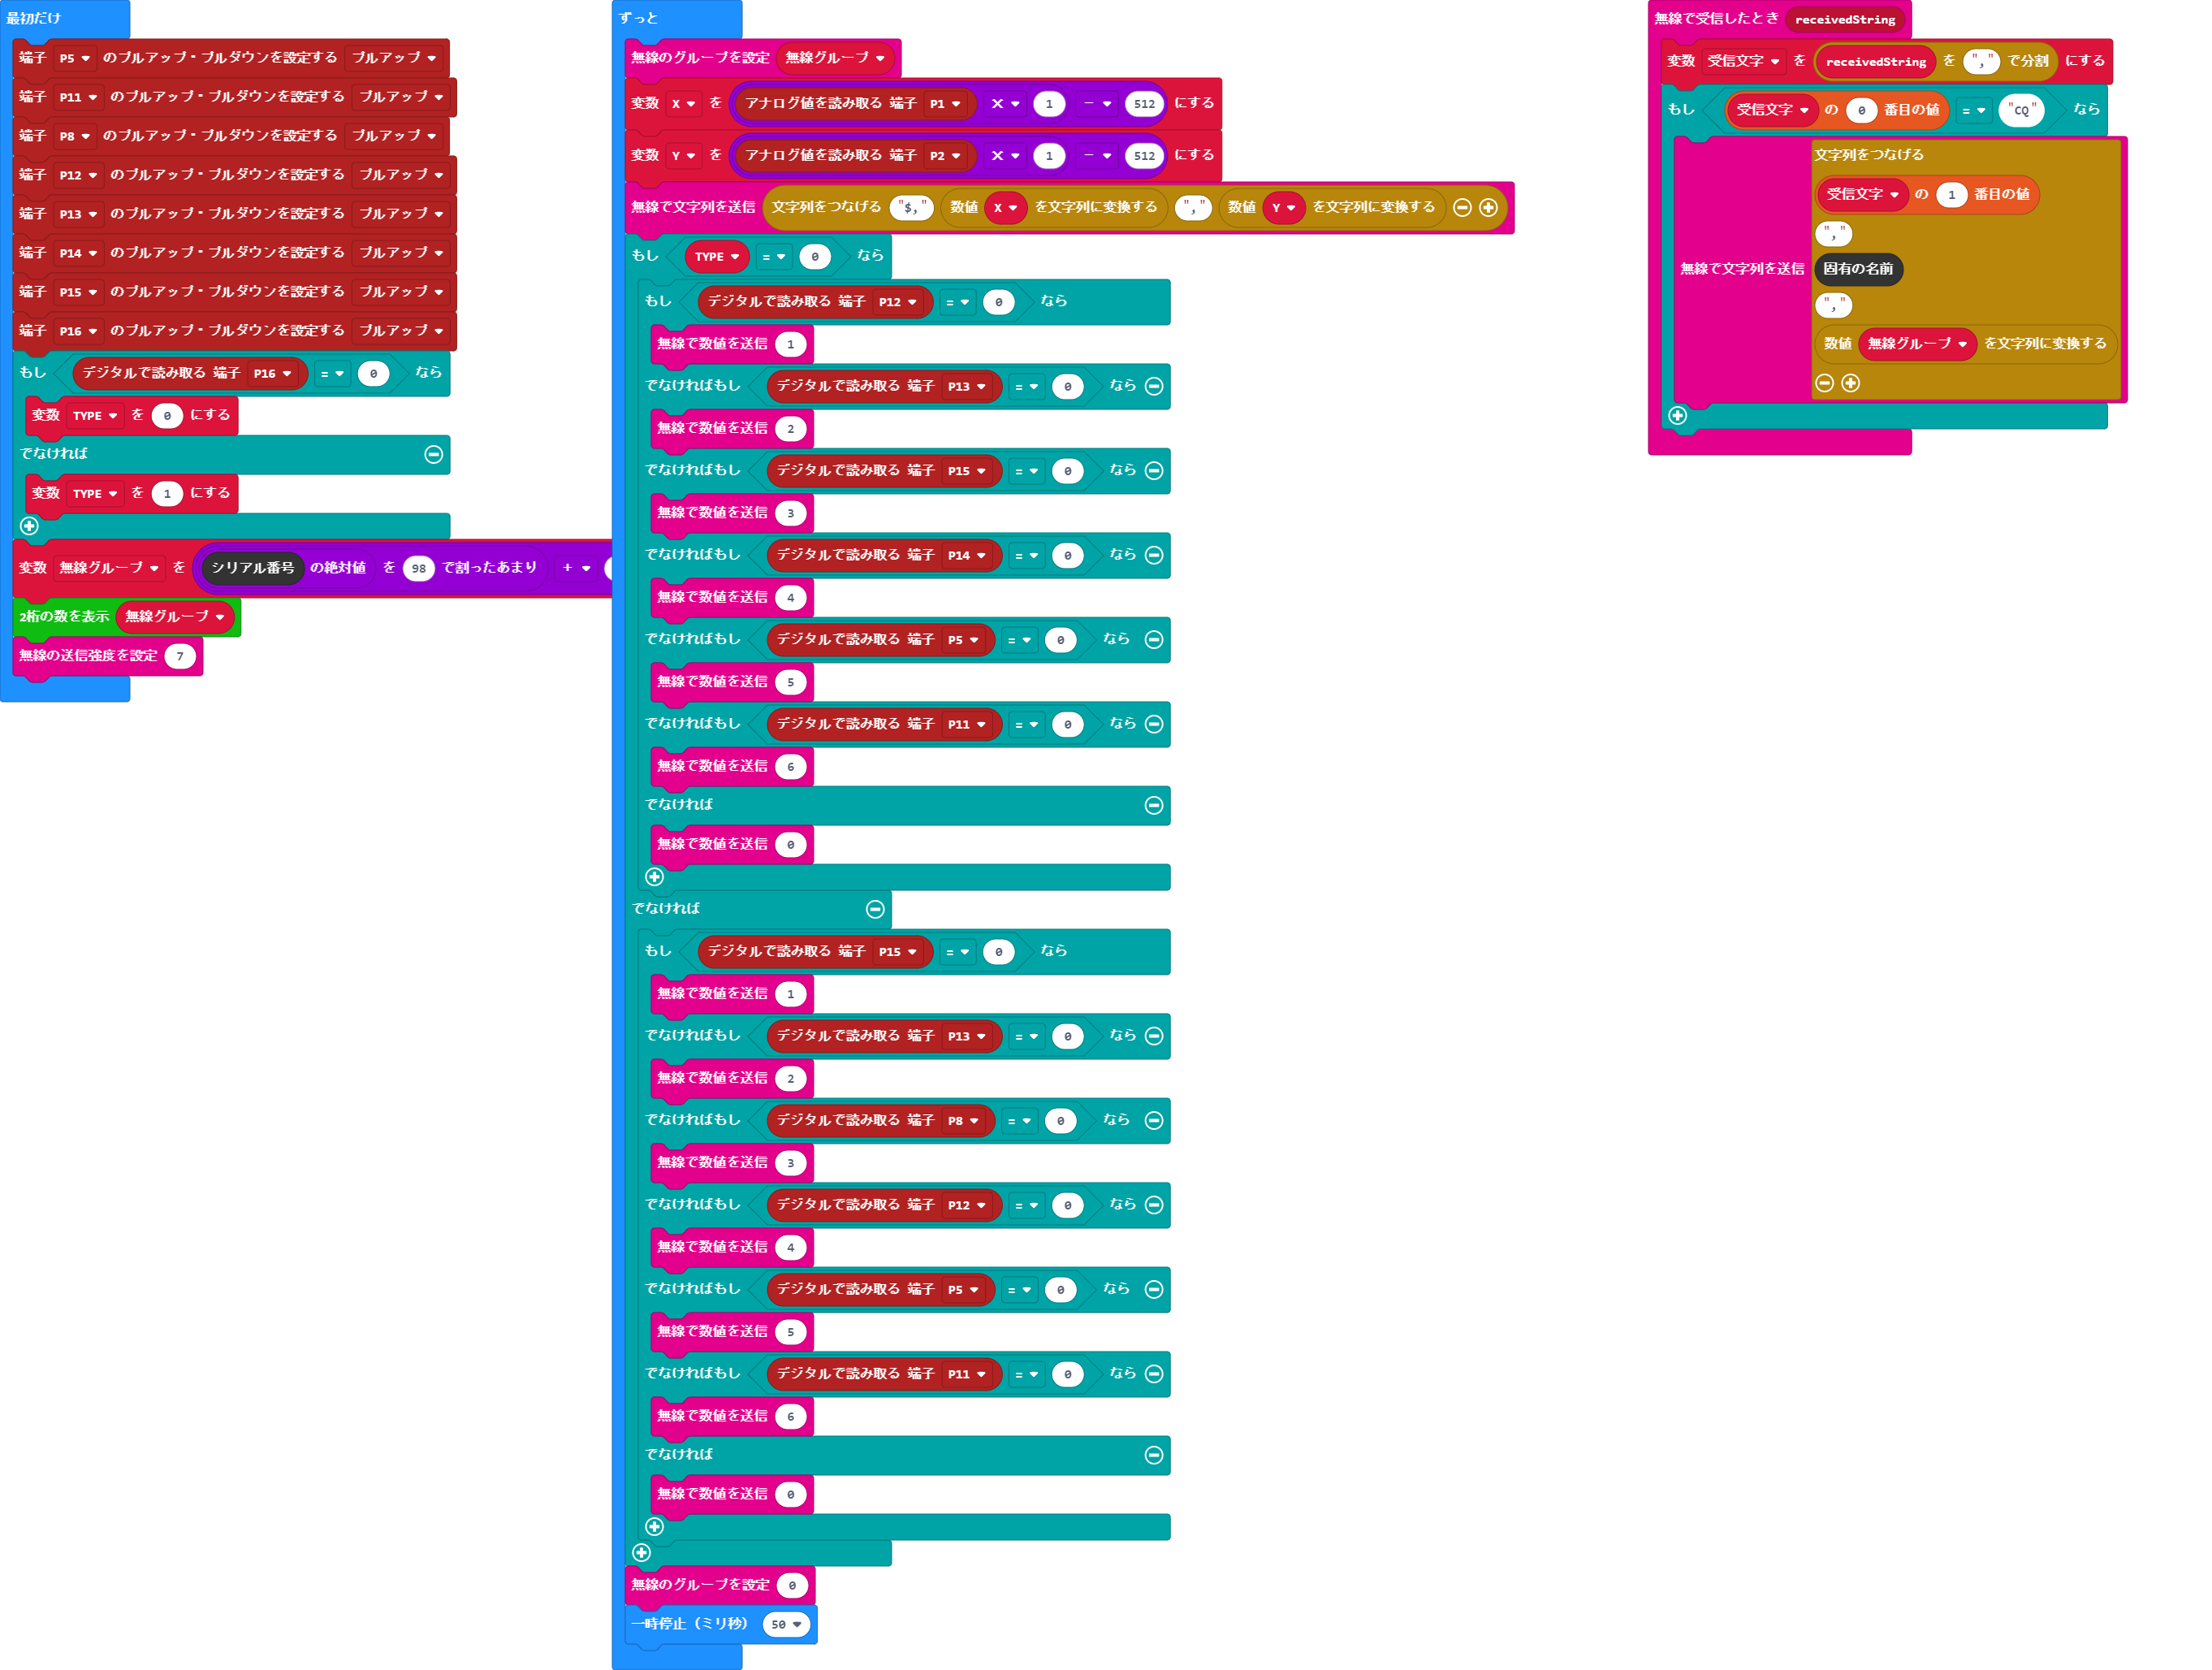 最初だけ
端子 P5 のプルアップ・プルダウンを設定する プルアップ
端子 P11 のプルアップ・プルダウンを設定する プルアップ
端子 P8 のプルアップ・プルダウンを設定する プルアップ
端子 P12 のプルアップ・プルダウンを設定する プルアップ
端子 P13 のプルアップ・プルダウンを設定する プルアップ
端子 P14 のプルアップ・プルダウンを設定する プルアップ
端子 P15 のプルアップ・プルダウンを設定する プルアップ
端子 P16 のプルアップ・プルダウンを設定する プルアップ
もし デジタルで読み取る 端子 P16 = 0 なら
変数 TYPE を 0 にする
でなければ
変数 TYPE を 1 にする
変数 無線グループ を シリアル番号 の絶対値 を 98 で割ったあまり +
2桁の数を表示 無線グループ
無線の送信強度を設定 7
ずっと
無線のグループを設定 無線グループ
変数 X を アナログ値を読み取る 端子 P1 × 1 - 512 にする
変数 Y を アナログ値を読み取る 端子 P2 × 1 - 512 にする
無線で文字列を送信 文字列をつなげる "$," 数値 X を文字列に変換する "," 数値 Y を文字列に変換する
もし TYPE = 0 なら
もし デジタルで読み取る 端子 P12 = 0 なら
無線で数値を送信 1
でなければもし デジタルで読み取る 端子 P13 = 0 なら
無線で数値を送信 2
でなければもし デジタルで読み取る 端子 P15 = 0 なら
無線で数値を送信 3
でなければもし デジタルで読み取る 端子 P14 = 0 なら
無線で数値を送信 4
でなければもし デジタルで読み取る 端子 P5 = 0 なら
無線で数値を送信 5
でなければもし デジタルで読み取る 端子 P11 = 0 なら
無線で数値を送信 6
でなければ
無線で数値を送信 0
でなければ
もし デジタルで読み取る 端子 P15 = 0 なら
無線で数値を送信 1
でなければもし デジタルで読み取る 端子 P13 = 0 なら
無線で数値を送信 2
でなければもし デジタルで読み取る 端子 P8 = 0 なら
無線で数値を送信 3
でなければもし デジタルで読み取る 端子 P12 = 0 なら
無線で数値を送信 4
でなければもし デジタルで読み取る 端子 P5 = 0 なら
無線で数値を送信 5
でなければもし デジタルで読み取る 端子 P11 = 0 なら
無線で数値を送信 6
でなければ
無線で数値を送信 0
無線のグループを設定 0
一時停止（ミリ秒） 50
無線で受信したとき receivedString
変数 受信文字 を receivedString を "," で分割 にする
もし 受信文字 の 0 番目の値 = "CQ" なら
無線で文字列を送信 文字列をつなげる
受信文字 の 1 番目の値
","
固有の名前
","
数値 無線グループ を文字列に変換する